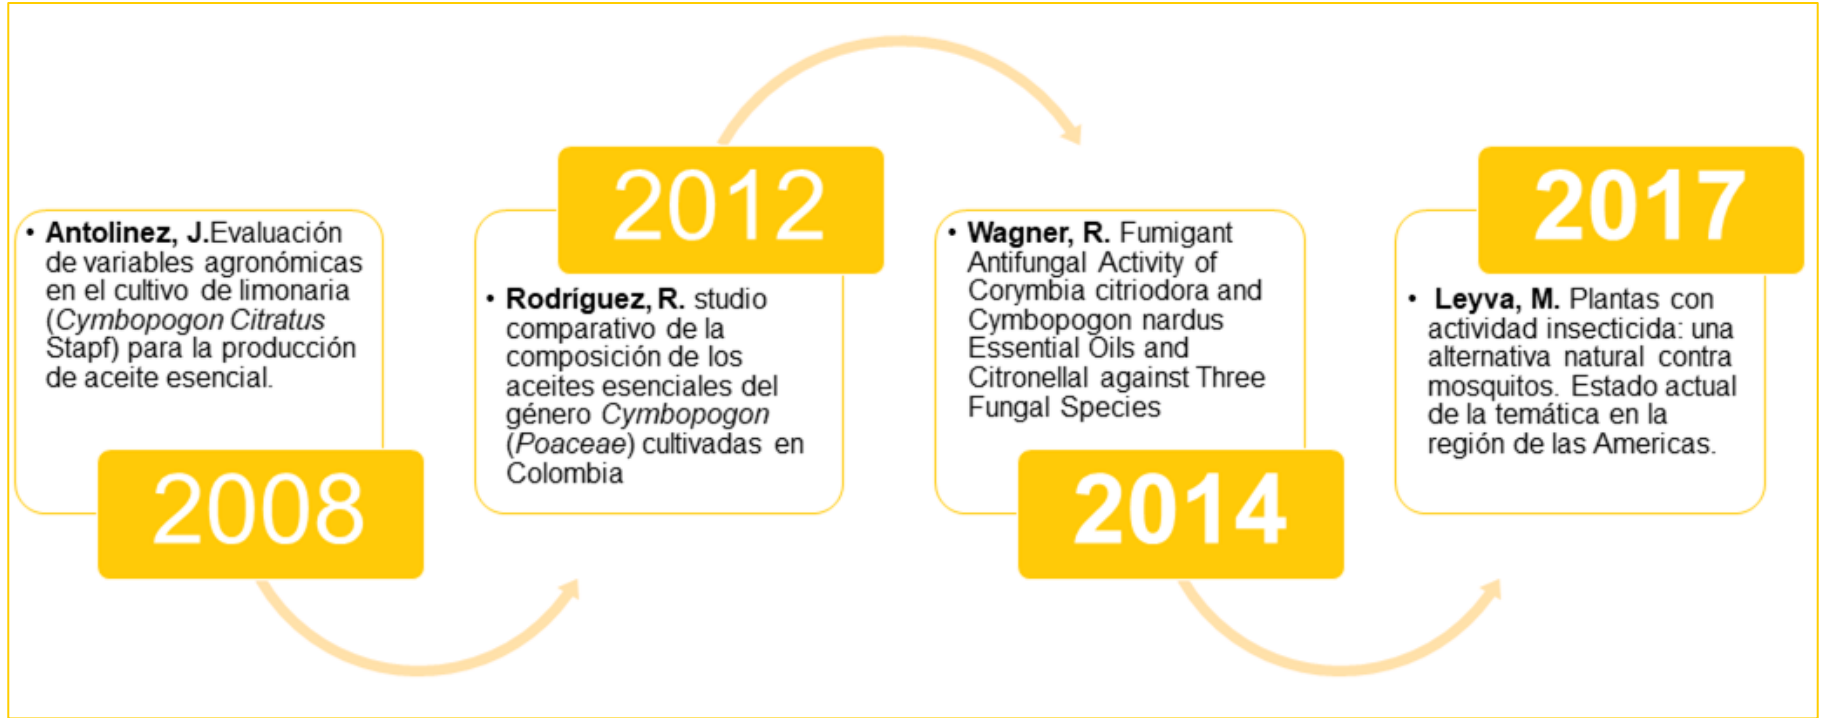 • Antolinez, J.Evaluación
de variables agronómicas
en el cultivo de limonaria
(Cymbopogon Citratus
Stapf) para la producción
de aceite esencial.
2008
2012
• Rodríguez, R. studio
comparativo de la
composición de los
aceites esenciales del
género Cymbopogon
(Poaceae) cultivadas en
Colombia
• Wagner, R. Fumigant
Antifungal Activity of
Corymbia citriodora and
Cymbopogon nardus
Essential Oils and
Citronellal against Three
Fungal Species
2014
2017
• Leyva, M. Plantas con
actividad insecticida: una
alternativa natural contra
mosquitos. Estado actual
de la temática en la
región de las Americas.